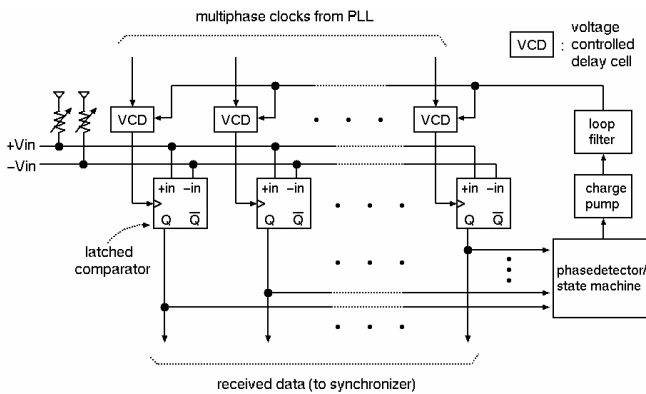 multiphase clocks from PLL
VCD : voltage
controlled
delay cell
VCD VCD VCD
loop
filter
+Vin
−Vin
+in −in +in −in +in −in
charge
pump
Q Q̅ Q Q̅ Q Q̅
latched
comparator
phasedetector/
state machine
received data (to synchronizer)